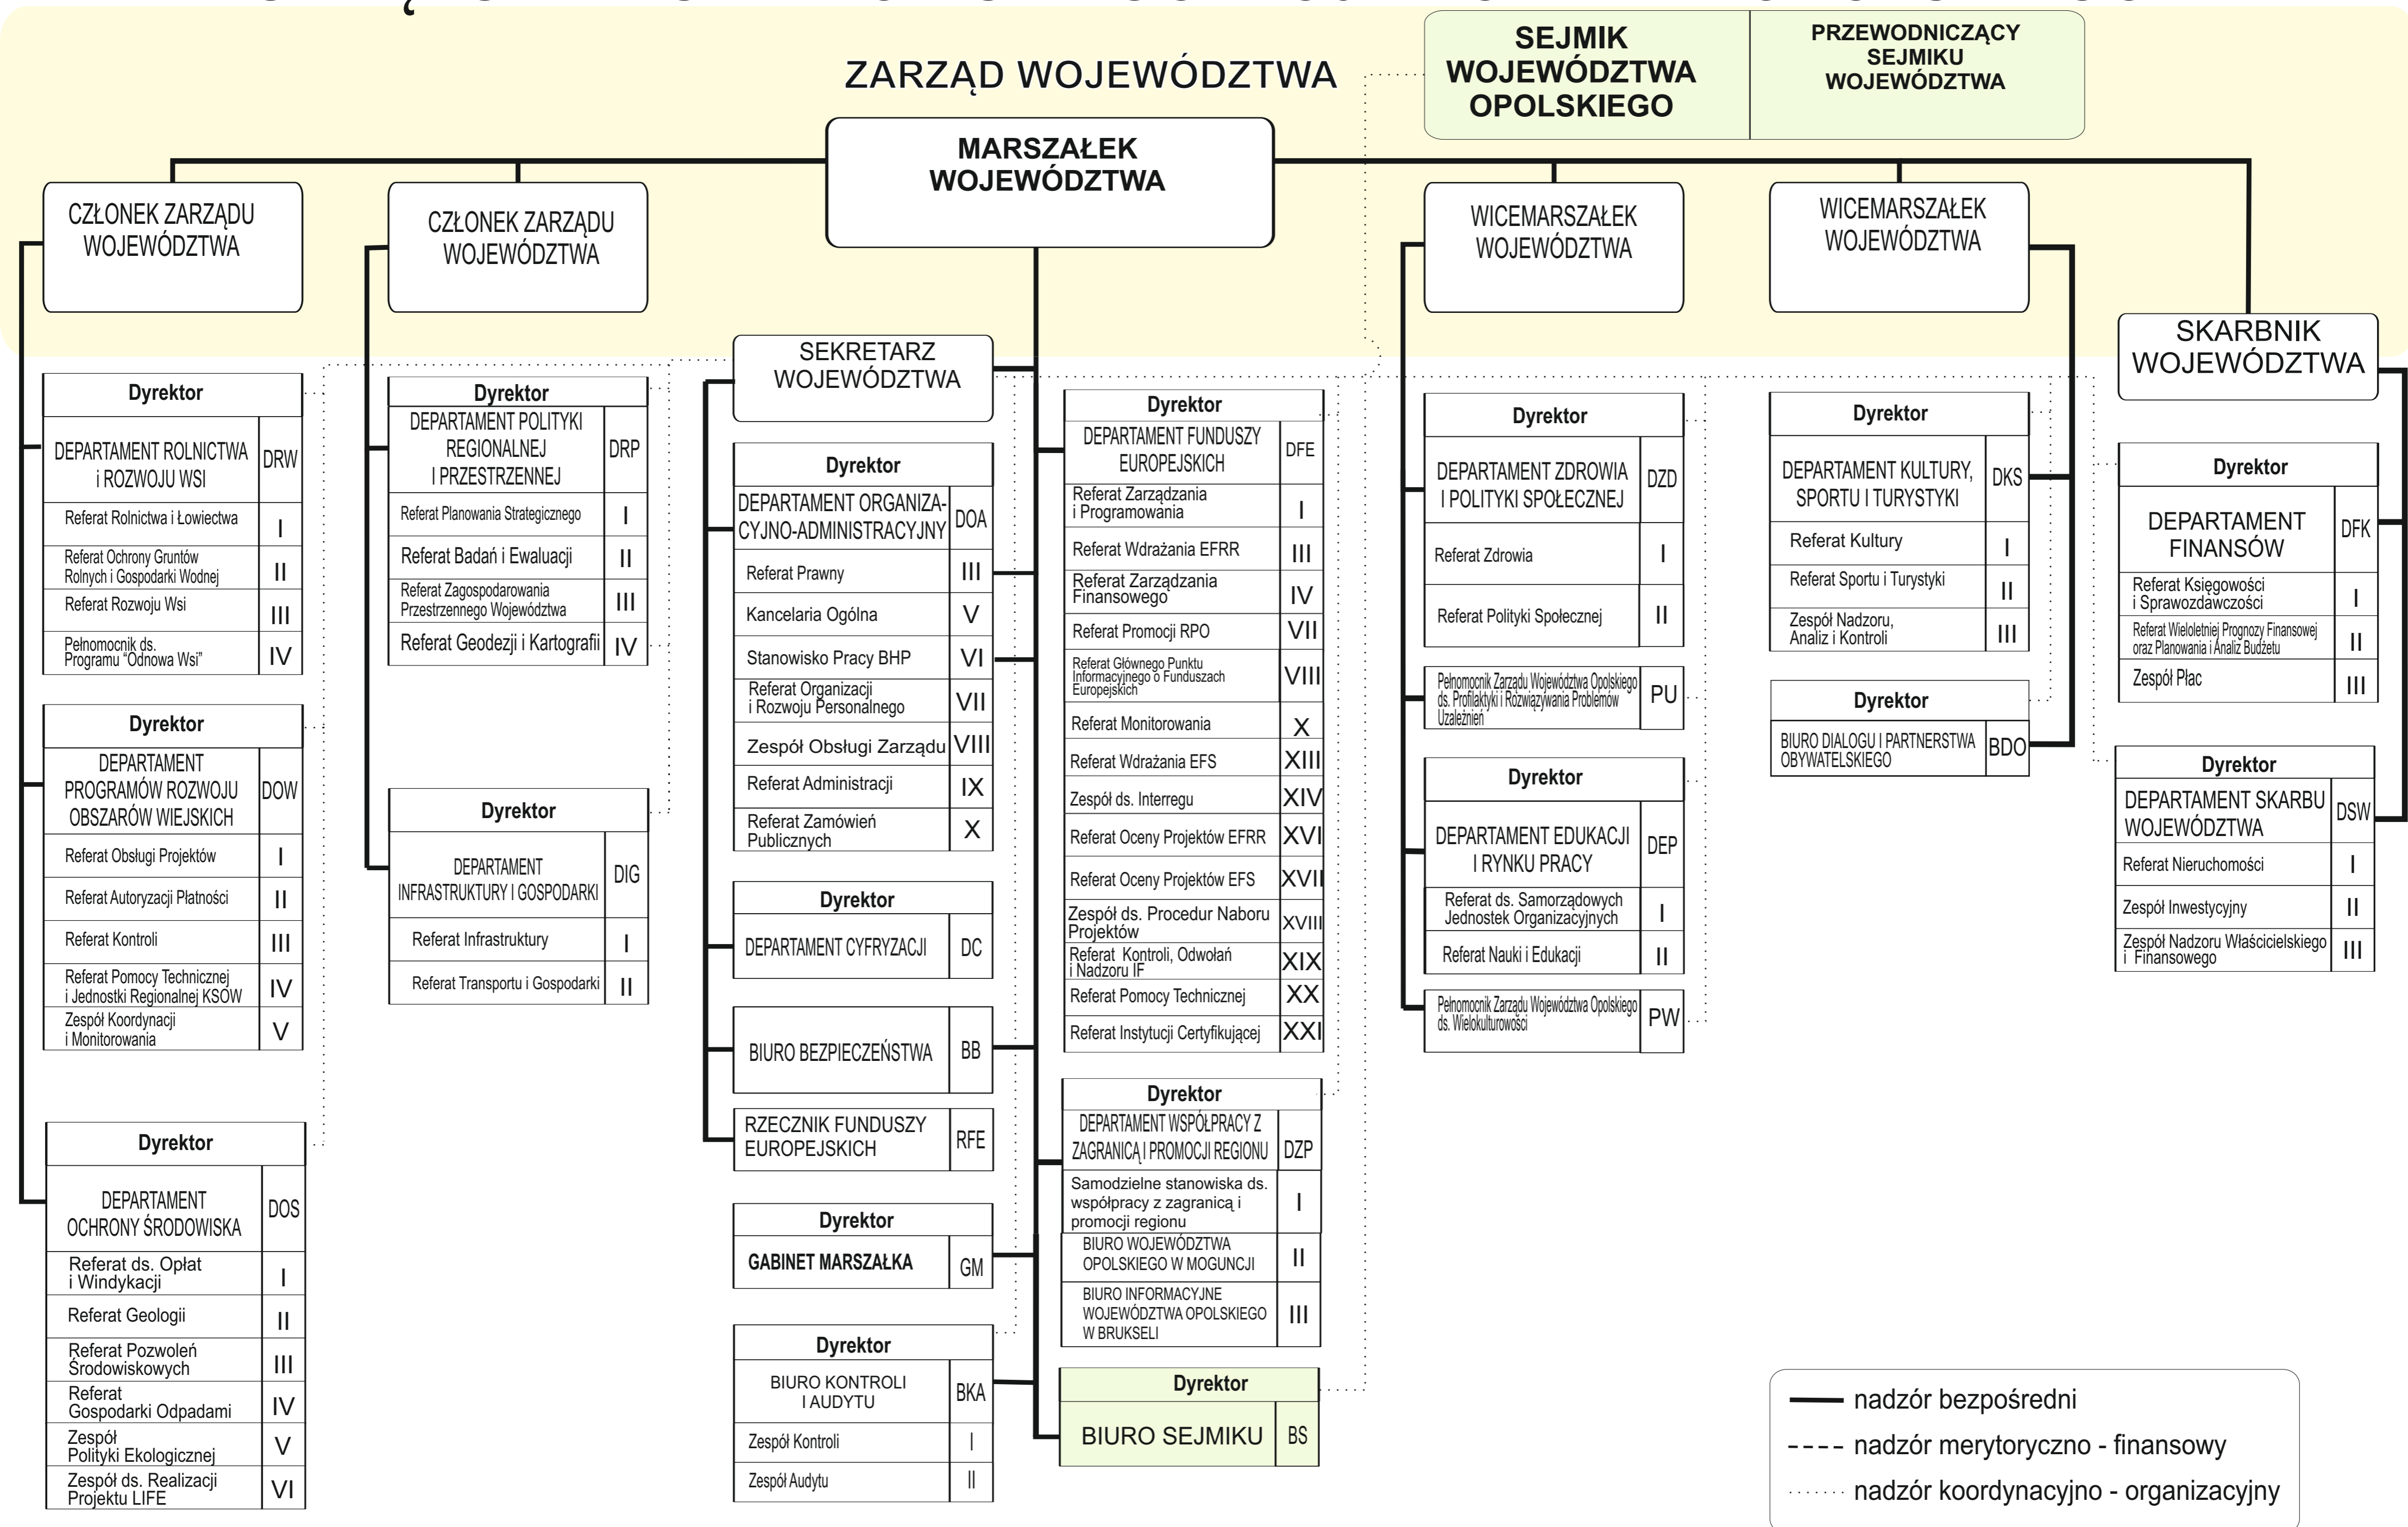 ZARZĄD WOJEWÓDZTWA
SEJMIK
WOJEWÓDZTWA
OPOLSKIEGO
PRZEWODNICZĄCY
SEJMIKU
WOJEWÓDZTWA
MARSZAŁEK
WOJEWÓDZTWA
CZŁONEK ZARZĄDU
WOJEWÓDZTWA
CZŁONEK ZARZĄDU
WOJEWÓDZTWA
WICEMARSZAŁEK
WOJEWÓDZTWA
WICEMARSZAŁEK
WOJEWÓDZTWA
SEKRETARZ
WOJEWÓDZTWA
SKARBNIK
WOJEWÓDZTWA
Dyrektor
DEPARTAMENT ROLNICTWA
i ROZWOJU WSI
DRW
Referat Rolnictwa i Łowiectwa
I
Referat Ochrony Gruntów
Rolnych i Gospodarki Wodnej
II
Referat Rozwoju Wsi
III
Pełnomocnik ds.
Programu “Odnowa Wsi”
IV
Dyrektor
DEPARTAMENT
PROGRAMÓW ROZWOJU
OBSZARÓW WIEJSKICH
DOW
Referat Obsługi Projektów
I
Referat Autoryzacji Płatności
II
Referat Kontroli
III
Referat Pomocy Technicznej
i Jednostki Regionalnej KSOW
IV
Zespół Koordynacji
i Monitorowania
V
Dyrektor
DEPARTAMENT
OCHRONY ŚRODOWISKA
DOS
Referat ds. Opłat
i Windykacji
I
Referat Geologii
II
Referat Pozwoleń
Środowiskowych
III
Referat
Gospodarki Odpadami
IV
Zespół
Polityki Ekologicznej
V
Zespół ds. Realizacji
Projektu LIFE
VI
Dyrektor
DEPARTAMENT POLITYKI
REGIONALNEJ
I PRZESTRZENNEJ
DRP
Referat Planowania Strategicznego
I
Referat Badań i Ewaluacji
II
Referat Zagospodarowania
Przestrzennego Województwa
III
Referat Geodezji i Kartografii
IV
Dyrektor
DEPARTAMENT
INFRASTRUKTURY I GOSPODARKI
DIG
Referat Infrastruktury
I
Referat Transportu i Gospodarki
II
Dyrektor
DEPARTAMENT ORGANIZA-
CYJNO-ADMINISTRACYJNY
DOA
Referat Prawny
III
Kancelaria Ogólna
V
Stanowisko Pracy BHP
VI
Referat Organizacji
i Rozwoju Personalnego
VII
Zespół Obsługi Zarządu
VIII
Referat Administracji
IX
Referat Zamówień
Publicznych
X
Dyrektor
DEPARTAMENT CYFRYZACJI
DC
BIURO BEZPIECZEŃSTWA
BB
RZECZNIK FUNDUSZY
EUROPEJSKICH
RFE
Dyrektor
GABINET MARSZAŁKA
GM
Dyrektor
BIURO KONTROLI
I AUDYTU
BKA
Zespół Kontroli
I
Zespół Audytu
II
Dyrektor
DEPARTAMENT FUNDUSZY
EUROPEJSKICH
DFE
Referat Zarządzania
i Programowania
I
Referat Wdrażania EFRR
III
Referat Zarządzania
Finansowego
IV
Referat Promocji RPO
VII
Referat Głównego Punktu
Informacyjnego o Funduszach
Europejskich
VIII
Referat Monitorowania
X
Referat Wdrażania EFS
XIII
Zespół ds. Interregu
XIV
Referat Oceny Projektów EFRR
XVI
Referat Oceny Projektów EFS
XVII
Zespół ds. Procedur Naboru
Projektów
XVIII
Referat Kontroli, Odwołań
i Nadzoru IF
XIX
Referat Pomocy Technicznej
XX
Referat Instytucji Certyfikującej
XXI
Dyrektor
DEPARTAMENT WSPÓŁPRACY Z
ZAGRANICĄ I PROMOCJI REGIONU
DZP
Samodzielne stanowiska ds.
współpracy z zagranicą i
promocji regionu
I
BIURO WOJEWÓDZTWA
OPOLSKIEGO W MOGUNCJI
II
BIURO INFORMACYJNE
WOJEWÓDZTWA OPOLSKIEGO
W BRUKSELI
III
Dyrektor
BIURO SEJMIKU
BS
Dyrektor
DEPARTAMENT ZDROWIA
I POLITYKI SPOŁECZNEJ
DZD
Referat Zdrowia
I
Referat Polityki Społecznej
II
Pełnomocnik Zarządu Województwa Opolskiego
ds. Profilaktyki i Rozwiązywania Problemów
Uzależnień
PU
Dyrektor
DEPARTAMENT EDUKACJI
I RYNKU PRACY
DEP
Referat ds. Samorządowych
Jednostek Organizacyjnych
I
Referat Nauki i Edukacji
II
Pełnomocnik Zarządu Województwa Opolskiego
ds. Wielokulturowości
PW
Dyrektor
DEPARTAMENT KULTURY,
SPORTU I TURYSTYKI
DKS
Referat Kultury
I
Referat Sportu i Turystyki
II
Zespół Nadzoru,
Analiz i Kontroli
III
Dyrektor
BIURO DIALOGU I PARTNERSTWA
OBYWATELSKIEGO
BDO
Dyrektor
DEPARTAMENT
FINANSÓW
DFK
Referat Księgowości
i Sprawozdawczości
I
Referat Wieloletniej Prognozy Finansowej
oraz Planowania i Analiz Budżetu
II
Zespół Płac
III
Dyrektor
DEPARTAMENT SKARBU
WOJEWÓDZTWA
DSW
Referat Nieruchomości
I
Zespół Inwestycyjny
II
Zespół Nadzoru Właścicielskiego
i Finansowego
III
nadzór bezpośredni
nadzór merytoryczno - finansowy
nadzór koordynacyjno - organizacyjny